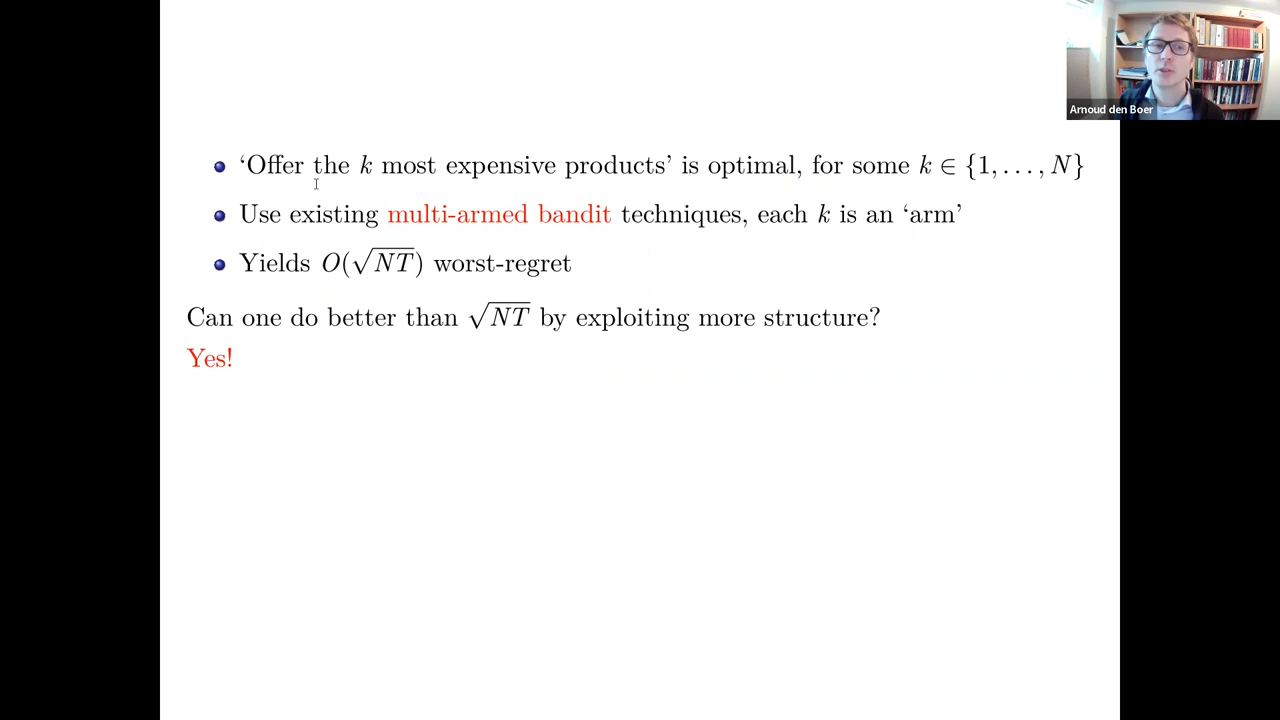 Arnoud den Boer
‘Offer the k most expensive products’ is optimal, for some k ∈ {1, . . . , N}
Use existing multi-armed bandit techniques, each k is an ‘arm’
Yields O(√NT) worst-regret
Can one do better than √NT by exploiting more structure?
Yes!